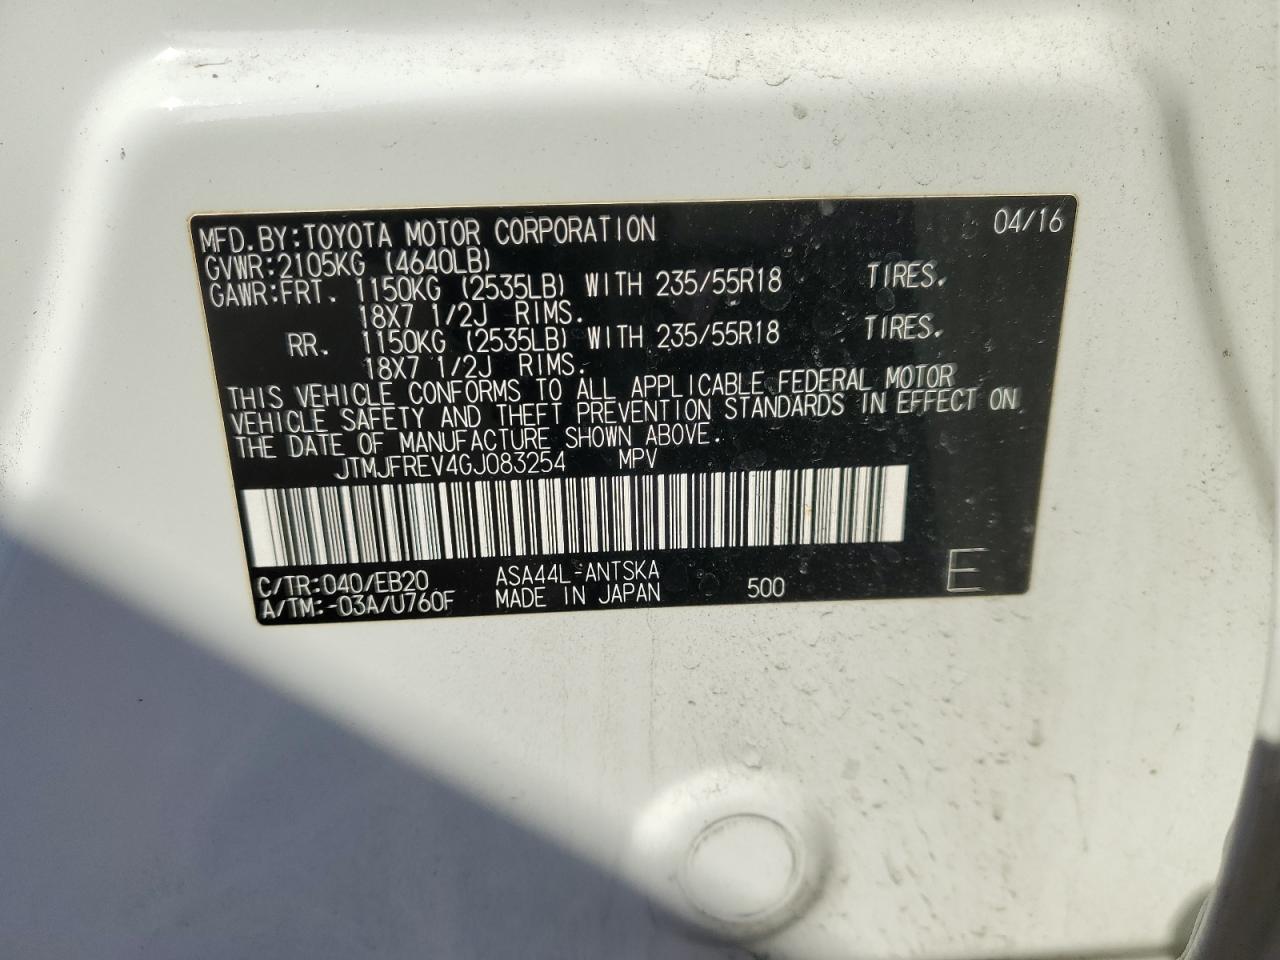 MFD.BY:TOYOTA MOTOR CORPORATION 04/16
GVWR:2105KG (4640LB)
GAWR:FRT. 1150KG (2535LB) WITH 235/55R18 TIRES.
18X7 1/2J RIMS.
RR. 1150KG (2535LB) WITH 235/55R18 TIRES.
18X7 1/2J RIMS.
THIS VEHICLE CONFORMS TO ALL APPLICABLE FEDERAL MOTOR
VEHICLE SAFETY AND THEFT PREVENTION STANDARDS IN EFFECT ON
THE DATE OF MANUFACTURE SHOWN ABOVE.
JTMJFREV4GJ083254 MPV
C/TR:040/EB20 ASA44L-ANTSKA
A/TM:-03A/U760F MADE IN JAPAN 500 E